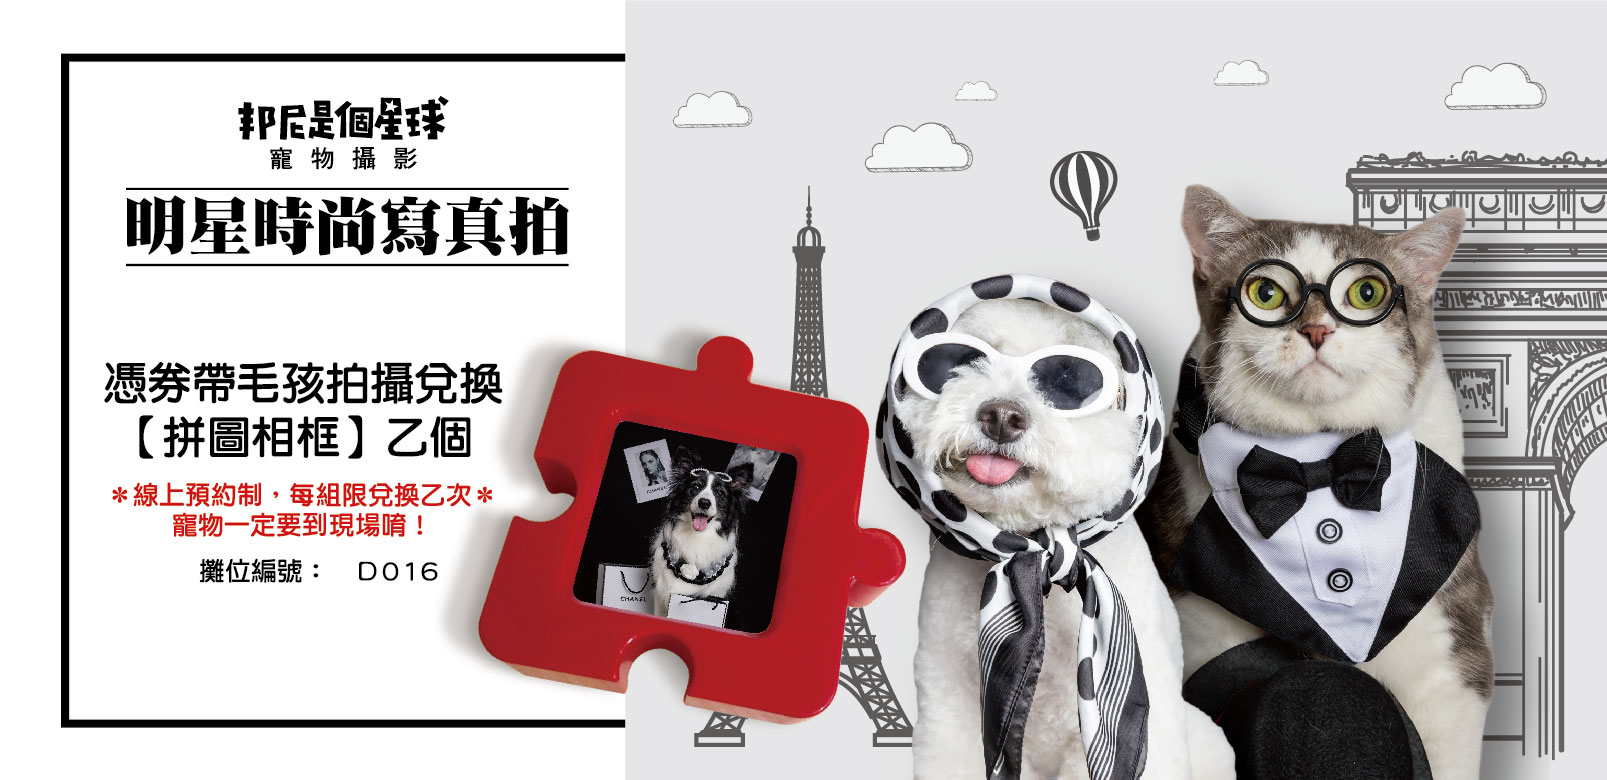 邦尼是個星球
寵物攝影
明星時尚寫真拍
憑券帶毛孩拍攝兌換
【拼圖相框】乙個
＊線上預約制，每組限兌換乙次＊
寵物一定要到現場唷！
攤位編號： D016
CHANEL